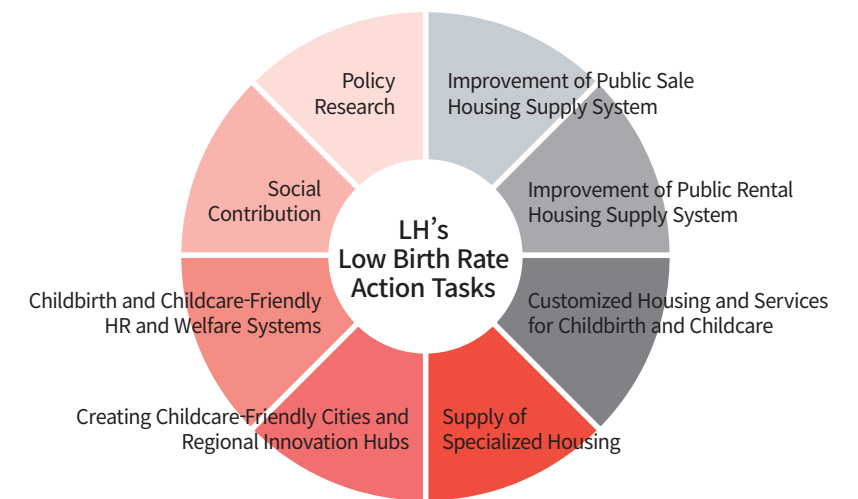 Policy
Research
Improvement of Public Sale
Housing Supply System
Social
Contribution
Improvement of Public Rental
Housing Supply System
LH’s
Low Birth Rate
Action Tasks
Childbirth and Childcare-Friendly
HR and Welfare Systems
Customized Housing and Services
for Childbirth and Childcare
Creating Childcare-Friendly Cities and
Regional Innovation Hubs
Supply of
Specialized Housing